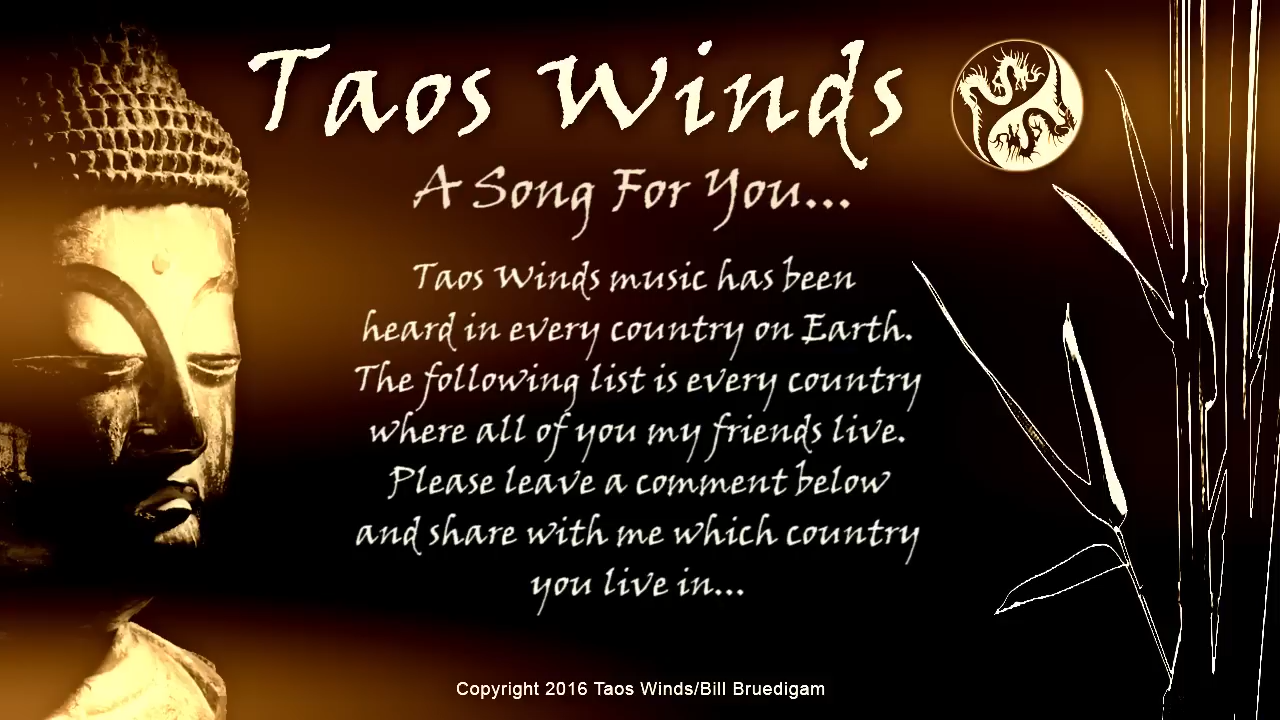 Taos Winds
A Song For You...
Taos Winds music has been
heard in every country on Earth.
The following list is every country
where all of you my friends live.
Please leave a comment below
and share with me which country
you live in...
Copyright 2016 Taos Winds/Bill Bruedigam